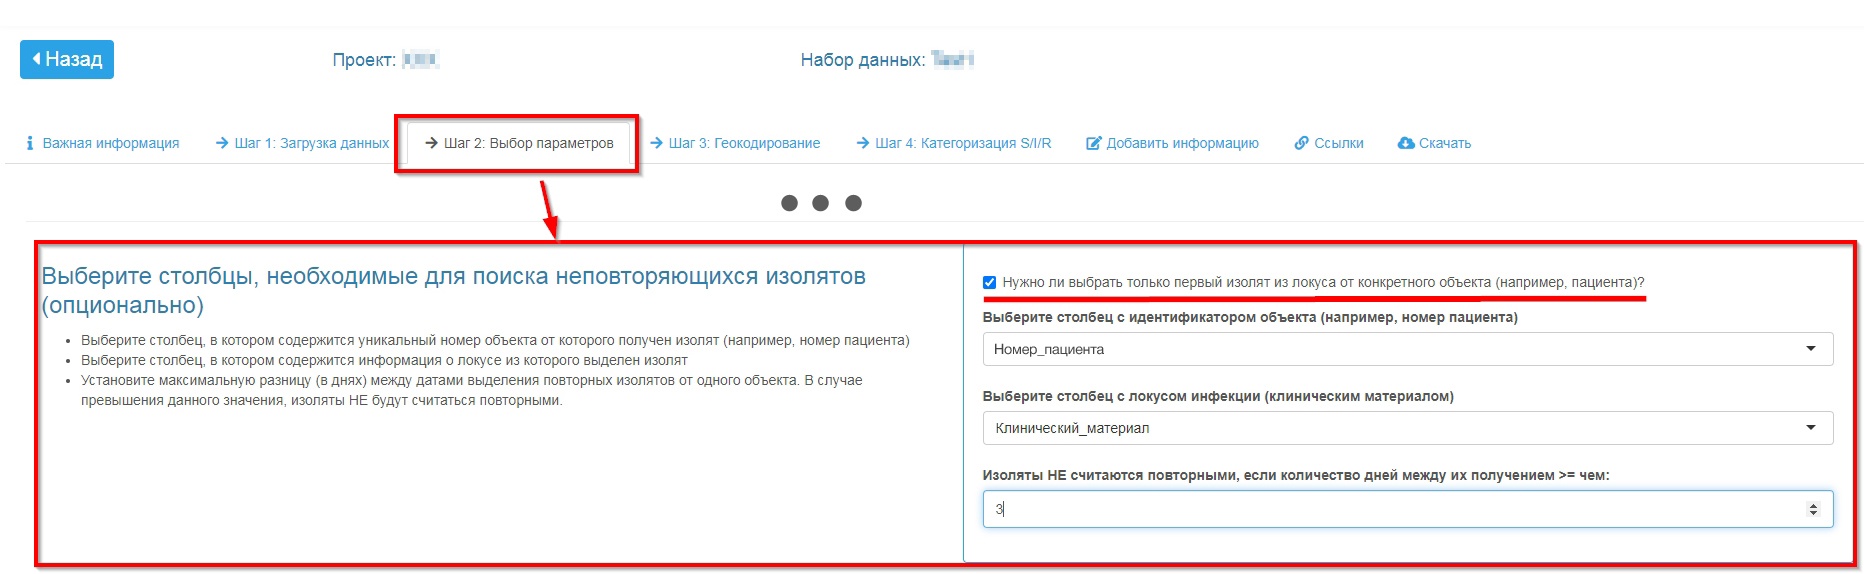 Назад
Проект:
Набор данных:
Важная информация
Шаг 1: Загрузка данных
Шаг 2: Выбор параметров
Шаг 3: Геокодирование
Шаг 4: Категоризация S/I/R
Добавить информацию
Ссылки
Скачать
Выберите столбцы, необходимые для поиска неповторяющихся изолятов
(опционально)
Выберите столбец, в котором содержится уникальный номер объекта от которого получен изолят (например, номер пациента)
Выберите столбец, в котором содержится информация о локусе из которого выделен изолят
Установите максимальную разницу (в днях) между датами выделения повторных изолятов от одного объекта. В случае
превышения данного значения, изоляты НЕ будут считаться повторными.
Нужно ли выбрать только первый изолят из локуса от конкретного объекта (например, пациента)?
Выберите столбец с идентификатором объекта (например, номер пациента)
Номер_пациента
Выберите столбец с локусом инфекции (клиническим материалом)
Клинический_материал
Изоляты НЕ считаются повторными, если количество дней между их получением >= чем:
3